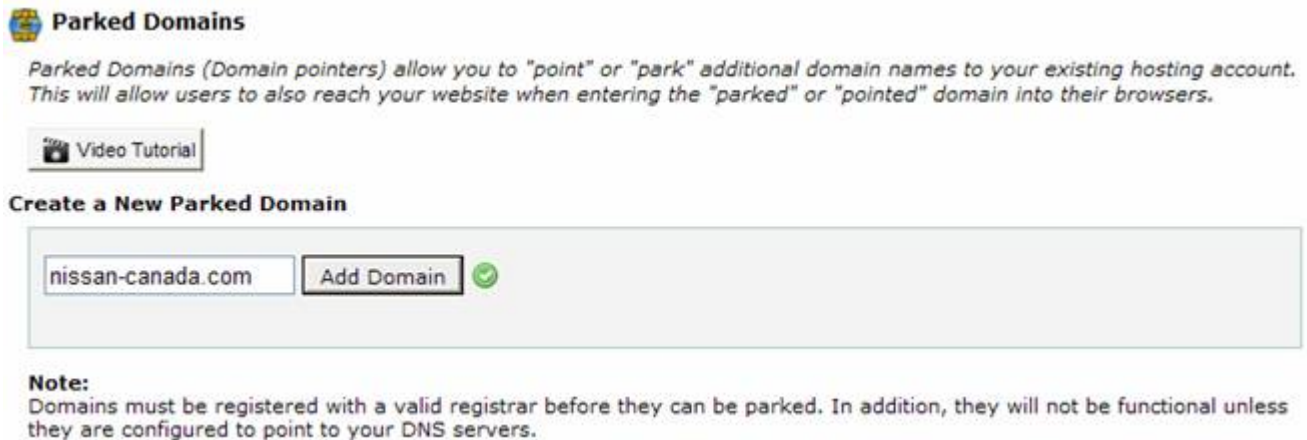 Parked Domains
Parked Domains (Domain pointers) allow you to "point" or "park" additional domain names to your existing hosting account.
This will allow users to also reach your website when entering the "parked" or "pointed" domain into their browsers.
Video Tutorial
Create a New Parked Domain
nissan-canada.com Add Domain
Note:
Domains must be registered with a valid registrar before they can be parked. In addition, they will not be functional unless
they are configured to point to your DNS servers.